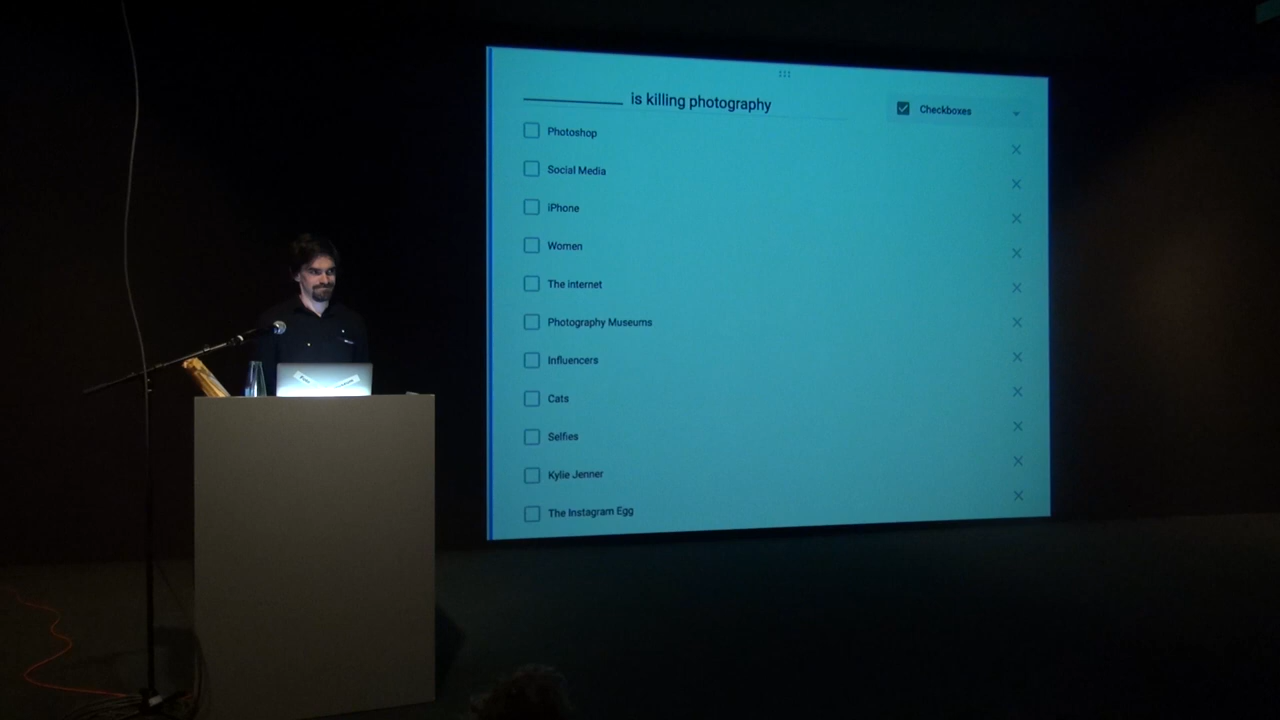 __________ is killing photography
Checkboxes
Photoshop
Social Media
iPhone
Women
The internet
Photography Museums
Influencers
Cats
Selfies
Kylie Jenner
The Instagram Egg